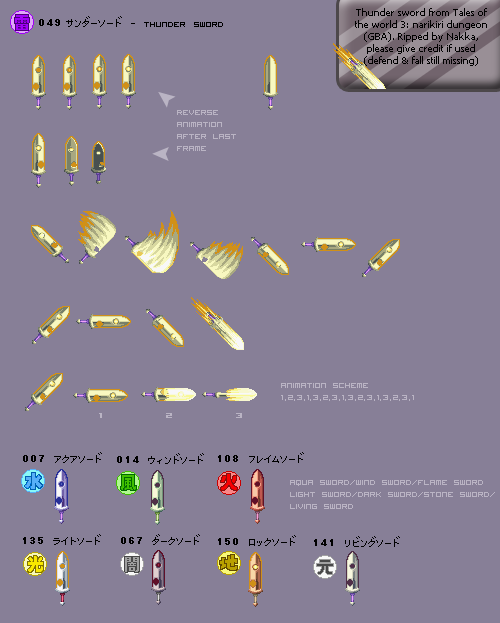 049 サンダーソード - THUNDER SWORD
Thunder sword from Tales of
the world 3: narikiri dungeon
(GBA). Ripped by Nakka,
please give credit if used
(defend & fall still missing)
REVERSE
ANIMATION
AFTER LAST
FRAME
ANIMATION SCHEME
1,2,3,1,3,2,3,1,3,2,3,1,3,2,3,1
1 2 3
007 アクアソード
水
014 ウィンドソード
風
108 フレイムソード
火
AQUA SWORD/WIND SWORD/FLAME SWORD
LIGHT SWORD/DARK SWORD/STONE SWORD/
LIVING SWORD
135 ライトソード
光
067 ダークソード
闇
150 ロックソード
地
141 リビングソード
元